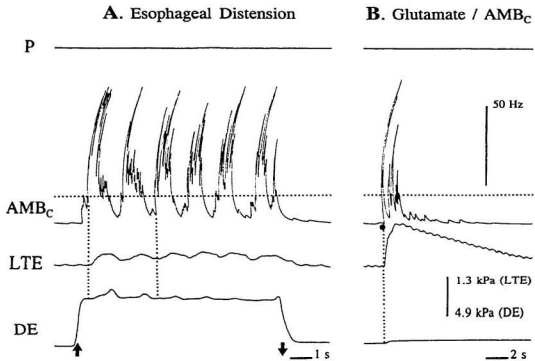 A. Esophageal Distension
B. Glutamate / AMBC
P
50 Hz
AMBC
LTE
1.3 kPa (LTE)
4.9 kPa (DE)
DE
1 s
2 s